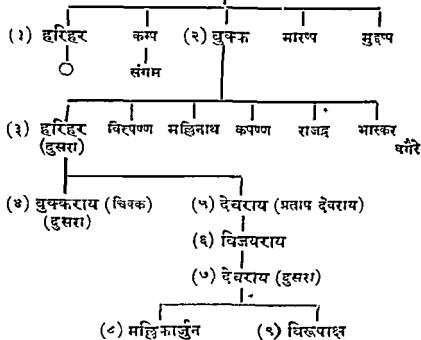 (१) हरिहर कम्प (२) बुक्क मारप्प मुद्दप्प
संगम
(३) हरिहर विरुपण्ण मल्लिनाथ कपण्ण राजेंद्र भास्कर
(दुसरा) वगैरे
(४) बुक्कराय (चिक्क) (५) देवराय (प्रताप देवराय)
(दुसरा)
(६) विजयराय
(७) देवराय (दुसरा)
(८) मल्लिकार्जुन (९) विरूपाक्ष